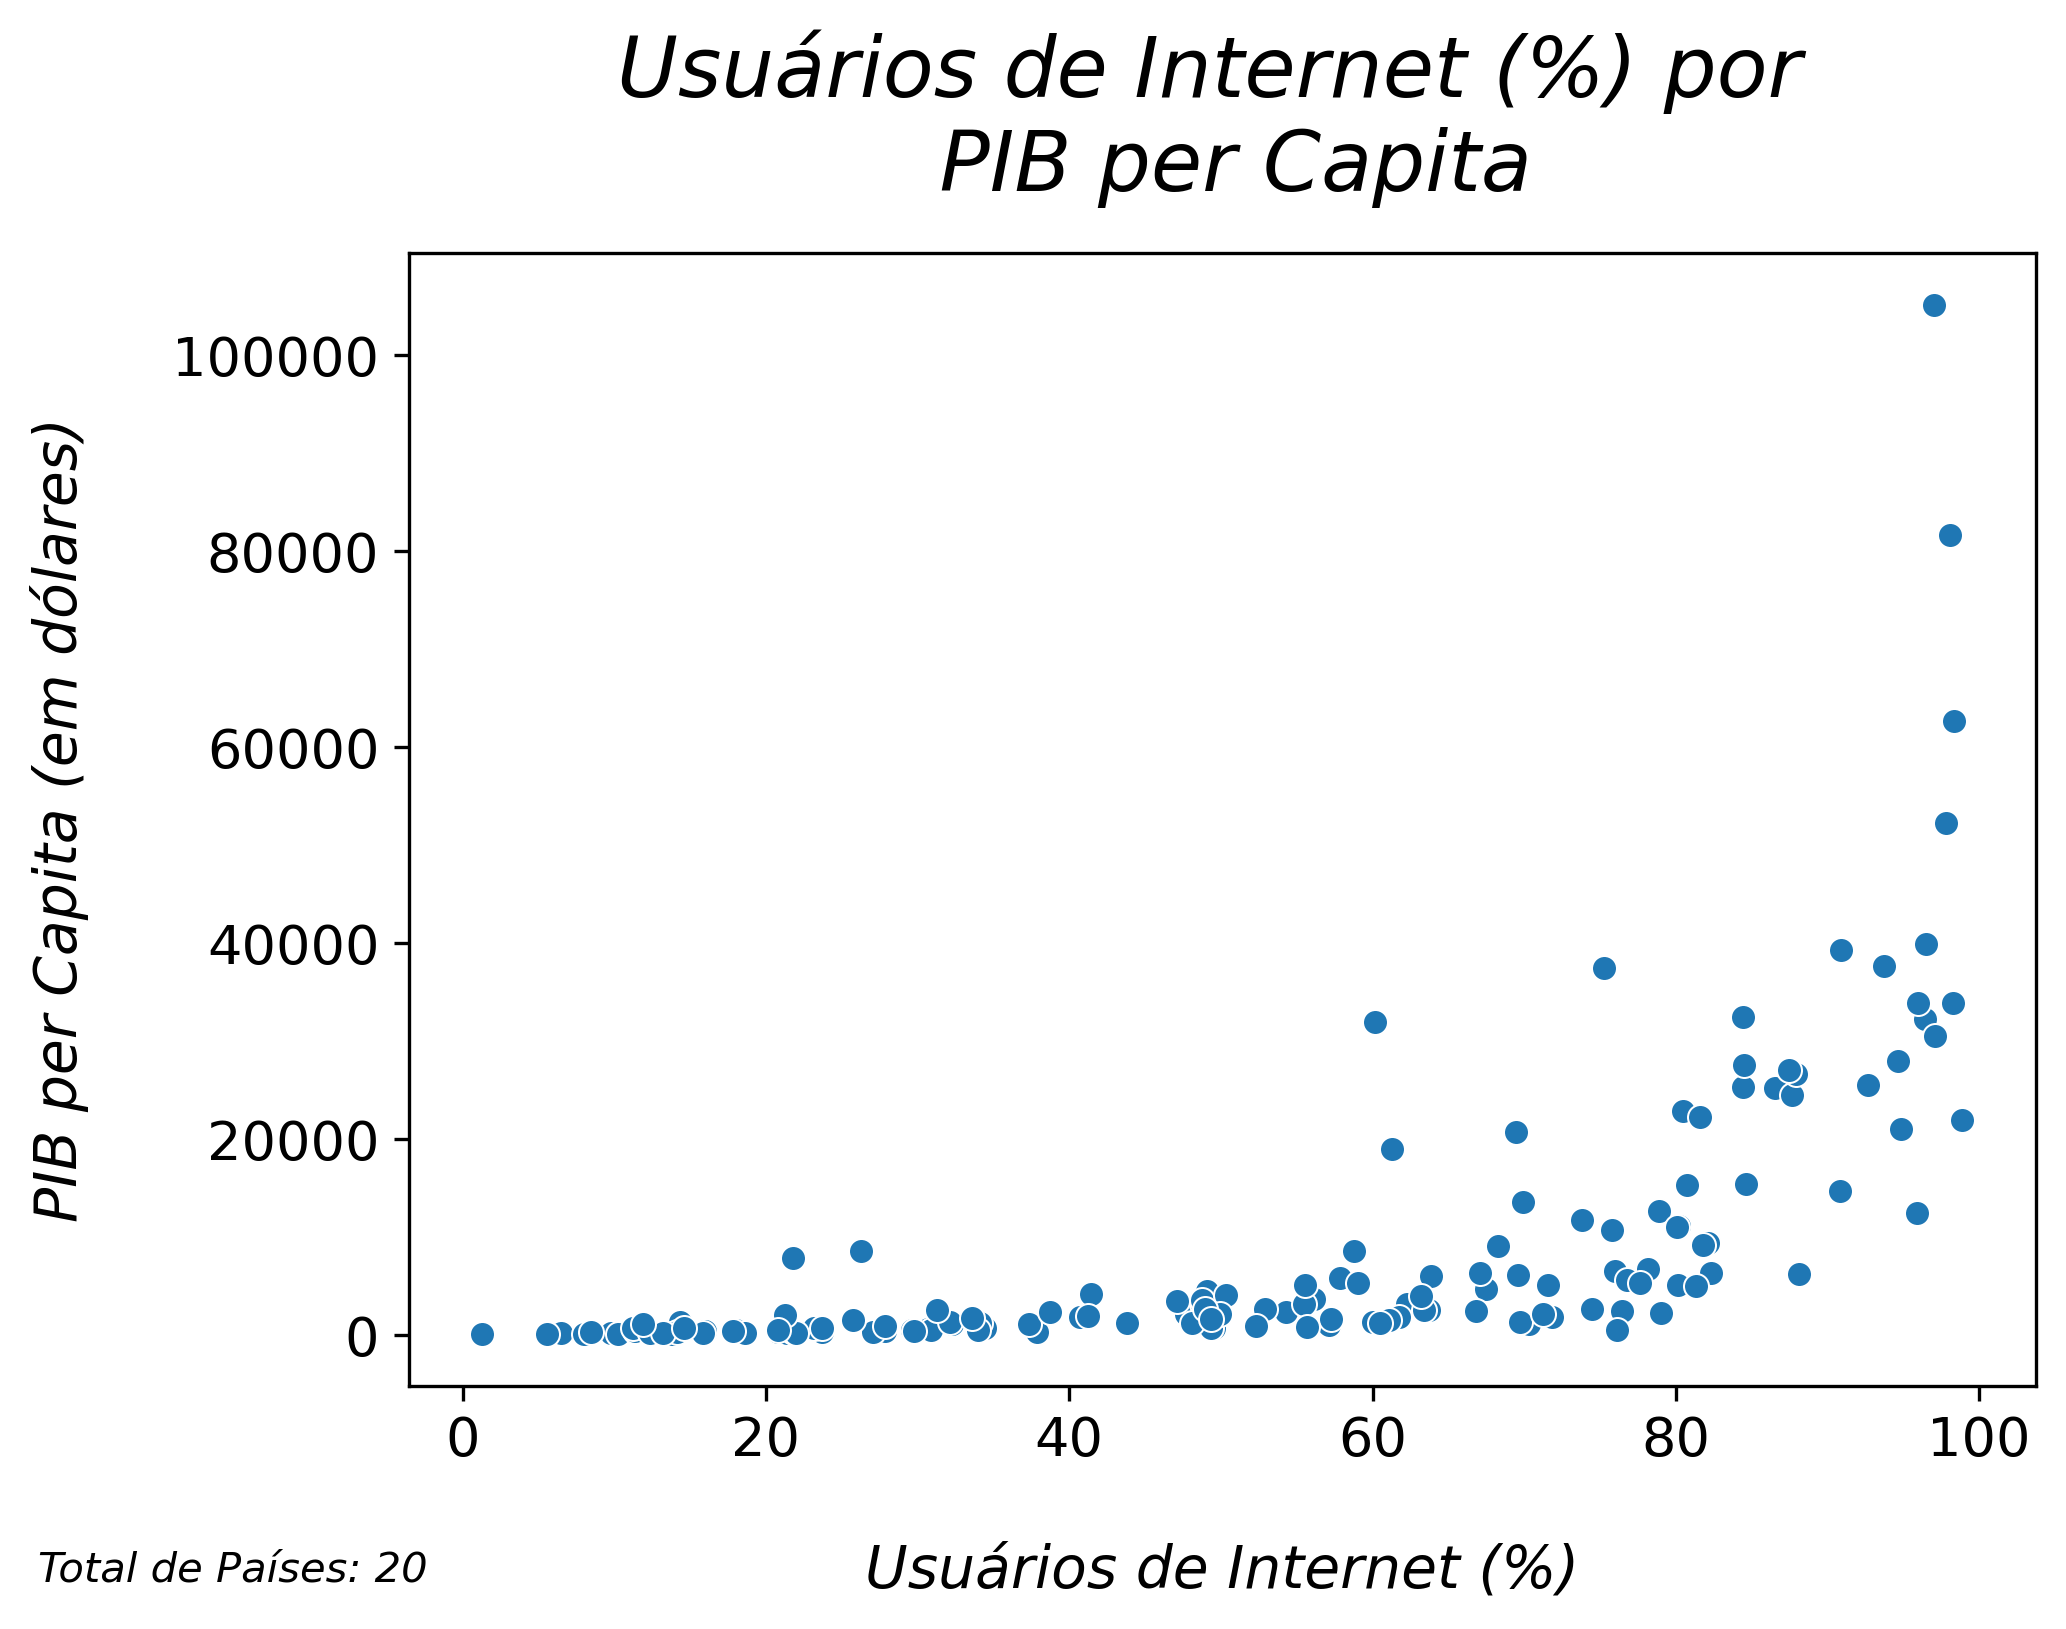 Usuários de Internet (%) por
PIB per Capita
PIB per Capita (em dólares)
100000
80000
60000
40000
20000
0
0 20 40 60 80 100
Usuários de Internet (%)
Total de Países: 20